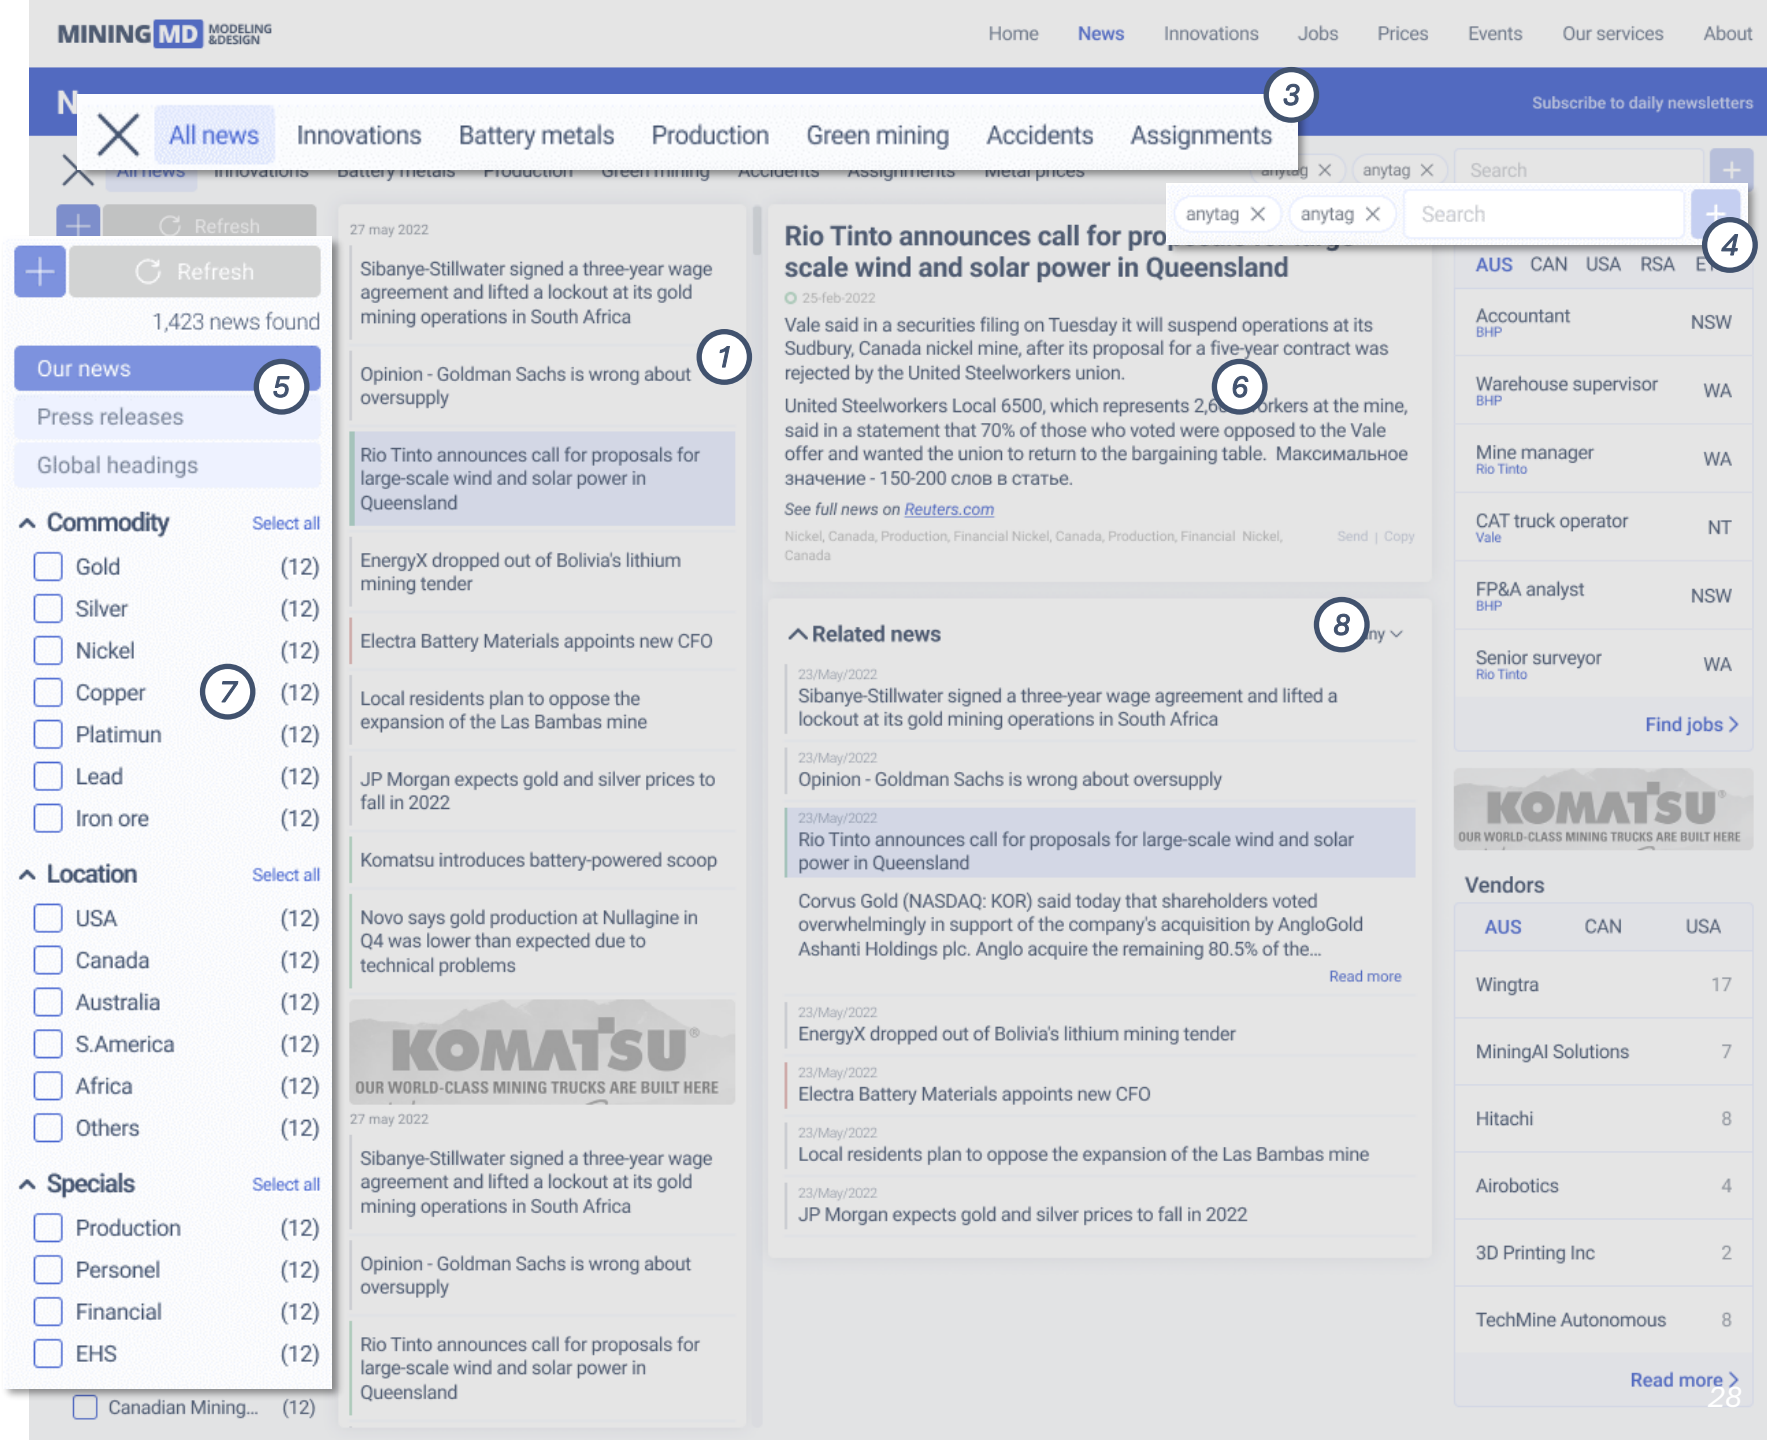 MINING MD MODELING
&DESIGN
Home News Innovations Jobs Prices Events Our services About
N
Subscribe to daily newsletters
3
All news Innovations Battery metals Production Green mining Accidents Assignments
All news Innovations Battery metals Production Green mining Accidents Assignments Metal prices
anytag anytag Search
anytag anytag Search
4
Refresh
Refresh
1,423 news found
Our news
5
Press releases
Global headings
Commodity Select all
Gold (12)
Silver (12)
Nickel (12)
Copper (12)
7
Platimun (12)
Lead (12)
Iron ore (12)
Location Select all
USA (12)
Canada (12)
Australia (12)
S.America (12)
Africa (12)
Others (12)
Specials Select all
Production (12)
Personel (12)
Financial (12)
EHS (12)
Canadian Mining... (12)
27 may 2022
Sibanye-Stillwater signed a three-year wage
agreement and lifted a lockout at its gold
mining operations in South Africa
1
Opinion - Goldman Sachs is wrong about
oversupply
Rio Tinto announces call for proposals for
large-scale wind and solar power in
Queensland
EnergyX dropped out of Bolivia's lithium
mining tender
Electra Battery Materials appoints new CFO
Local residents plan to oppose the
expansion of the Las Bambas mine
JP Morgan expects gold and silver prices to
fall in 2022
Komatsu introduces battery-powered scoop
Novo says gold production at Nullagine in
Q4 was lower than expected due to
technical problems
KOMATSU®
OUR WORLD-CLASS MINING TRUCKS ARE BUILT HERE
27 may 2022
Sibanye-Stillwater signed a three-year wage
agreement and lifted a lockout at its gold
mining operations in South Africa
Opinion - Goldman Sachs is wrong about
oversupply
Rio Tinto announces call for proposals for
large-scale wind and solar power in
Queensland
Rio Tinto announces call for proposals for large-
scale wind and solar power in Queensland
25-feb-2022
Vale said in a securities filing on Tuesday it will suspend operations at its
Sudbury, Canada nickel mine, after its proposal for a five-year contract was
rejected by the United Steelworkers union.
6
United Steelworkers Local 6500, which represents workers at the mine,
said in a statement that 70% of those who voted were opposed to the Vale
offer and wanted the union to return to the bargaining table. Максимальное
значение - 150-200 слов в статье.
See full news on Reuters.com
Nickel, Canada, Production, Financial Nickel, Canada, Production, Financial Nickel,
Canada
Send | Copy
Related news
8
23/May/2022
Sibanye-Stillwater signed a three-year wage agreement and lifted a
lockout at its gold mining operations in South Africa
23/May/2022
Opinion - Goldman Sachs is wrong about oversupply
23/May/2022
Rio Tinto announces call for proposals for large-scale wind and solar
power in Queensland
Corvus Gold (NASDAQ: KOR) said today that shareholders voted
overwhelmingly in support of the company's acquisition by AngloGold
Ashanti Holdings plc. Anglo acquire the remaining 80.5% of the...
Read more
23/May/2022
EnergyX dropped out of Bolivia's lithium mining tender
23/May/2022
Electra Battery Materials appoints new CFO
23/May/2022
Local residents plan to oppose the expansion of the Las Bambas mine
23/May/2022
JP Morgan expects gold and silver prices to fall in 2022
AUS CAN USA RSA
Accountant NSW
BHP
Warehouse supervisor WA
BHP
Mine manager WA
Rio Tinto
CAT truck operator NT
Vale
FP&A analyst NSW
BHP
Senior surveyor WA
Rio Tinto
Find jobs
KOMATSU®
OUR WORLD-CLASS MINING TRUCKS ARE BUILT HERE
Vendors
AUS CAN USA
Wingtra 17
MiningAI Solutions 7
Hitachi 8
Airobotics 4
3D Printing Inc 2
TechMine Autonomous 8
Read more
28